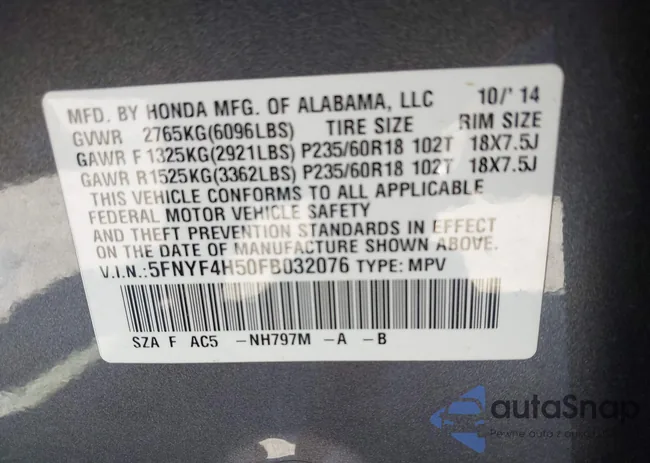 MFD. BY HONDA MFG. OF ALABAMA, LLC 10/'14
GVWR 2765KG(6096LBS) TIRE SIZE RIM SIZE
GAWR F 1325KG(2921LBS) P235/60R18 102T 18X7.5J
GAWR R1525KG(3362LBS) P235/60R18 102T 18X7.5J
THIS VEHICLE CONFORMS TO ALL APPLICABLE
FEDERAL MOTOR VEHICLE SAFETY
AND THEFT PREVENTION STANDARDS IN EFFECT
ON THE DATE OF MANUFACTURE SHOWN ABOVE.
V.I.N.:5FNYF4H50FB032076 TYPE: MPV
SZA F AC5 -NH797M -A -B
autaSnap
Pewne auta z